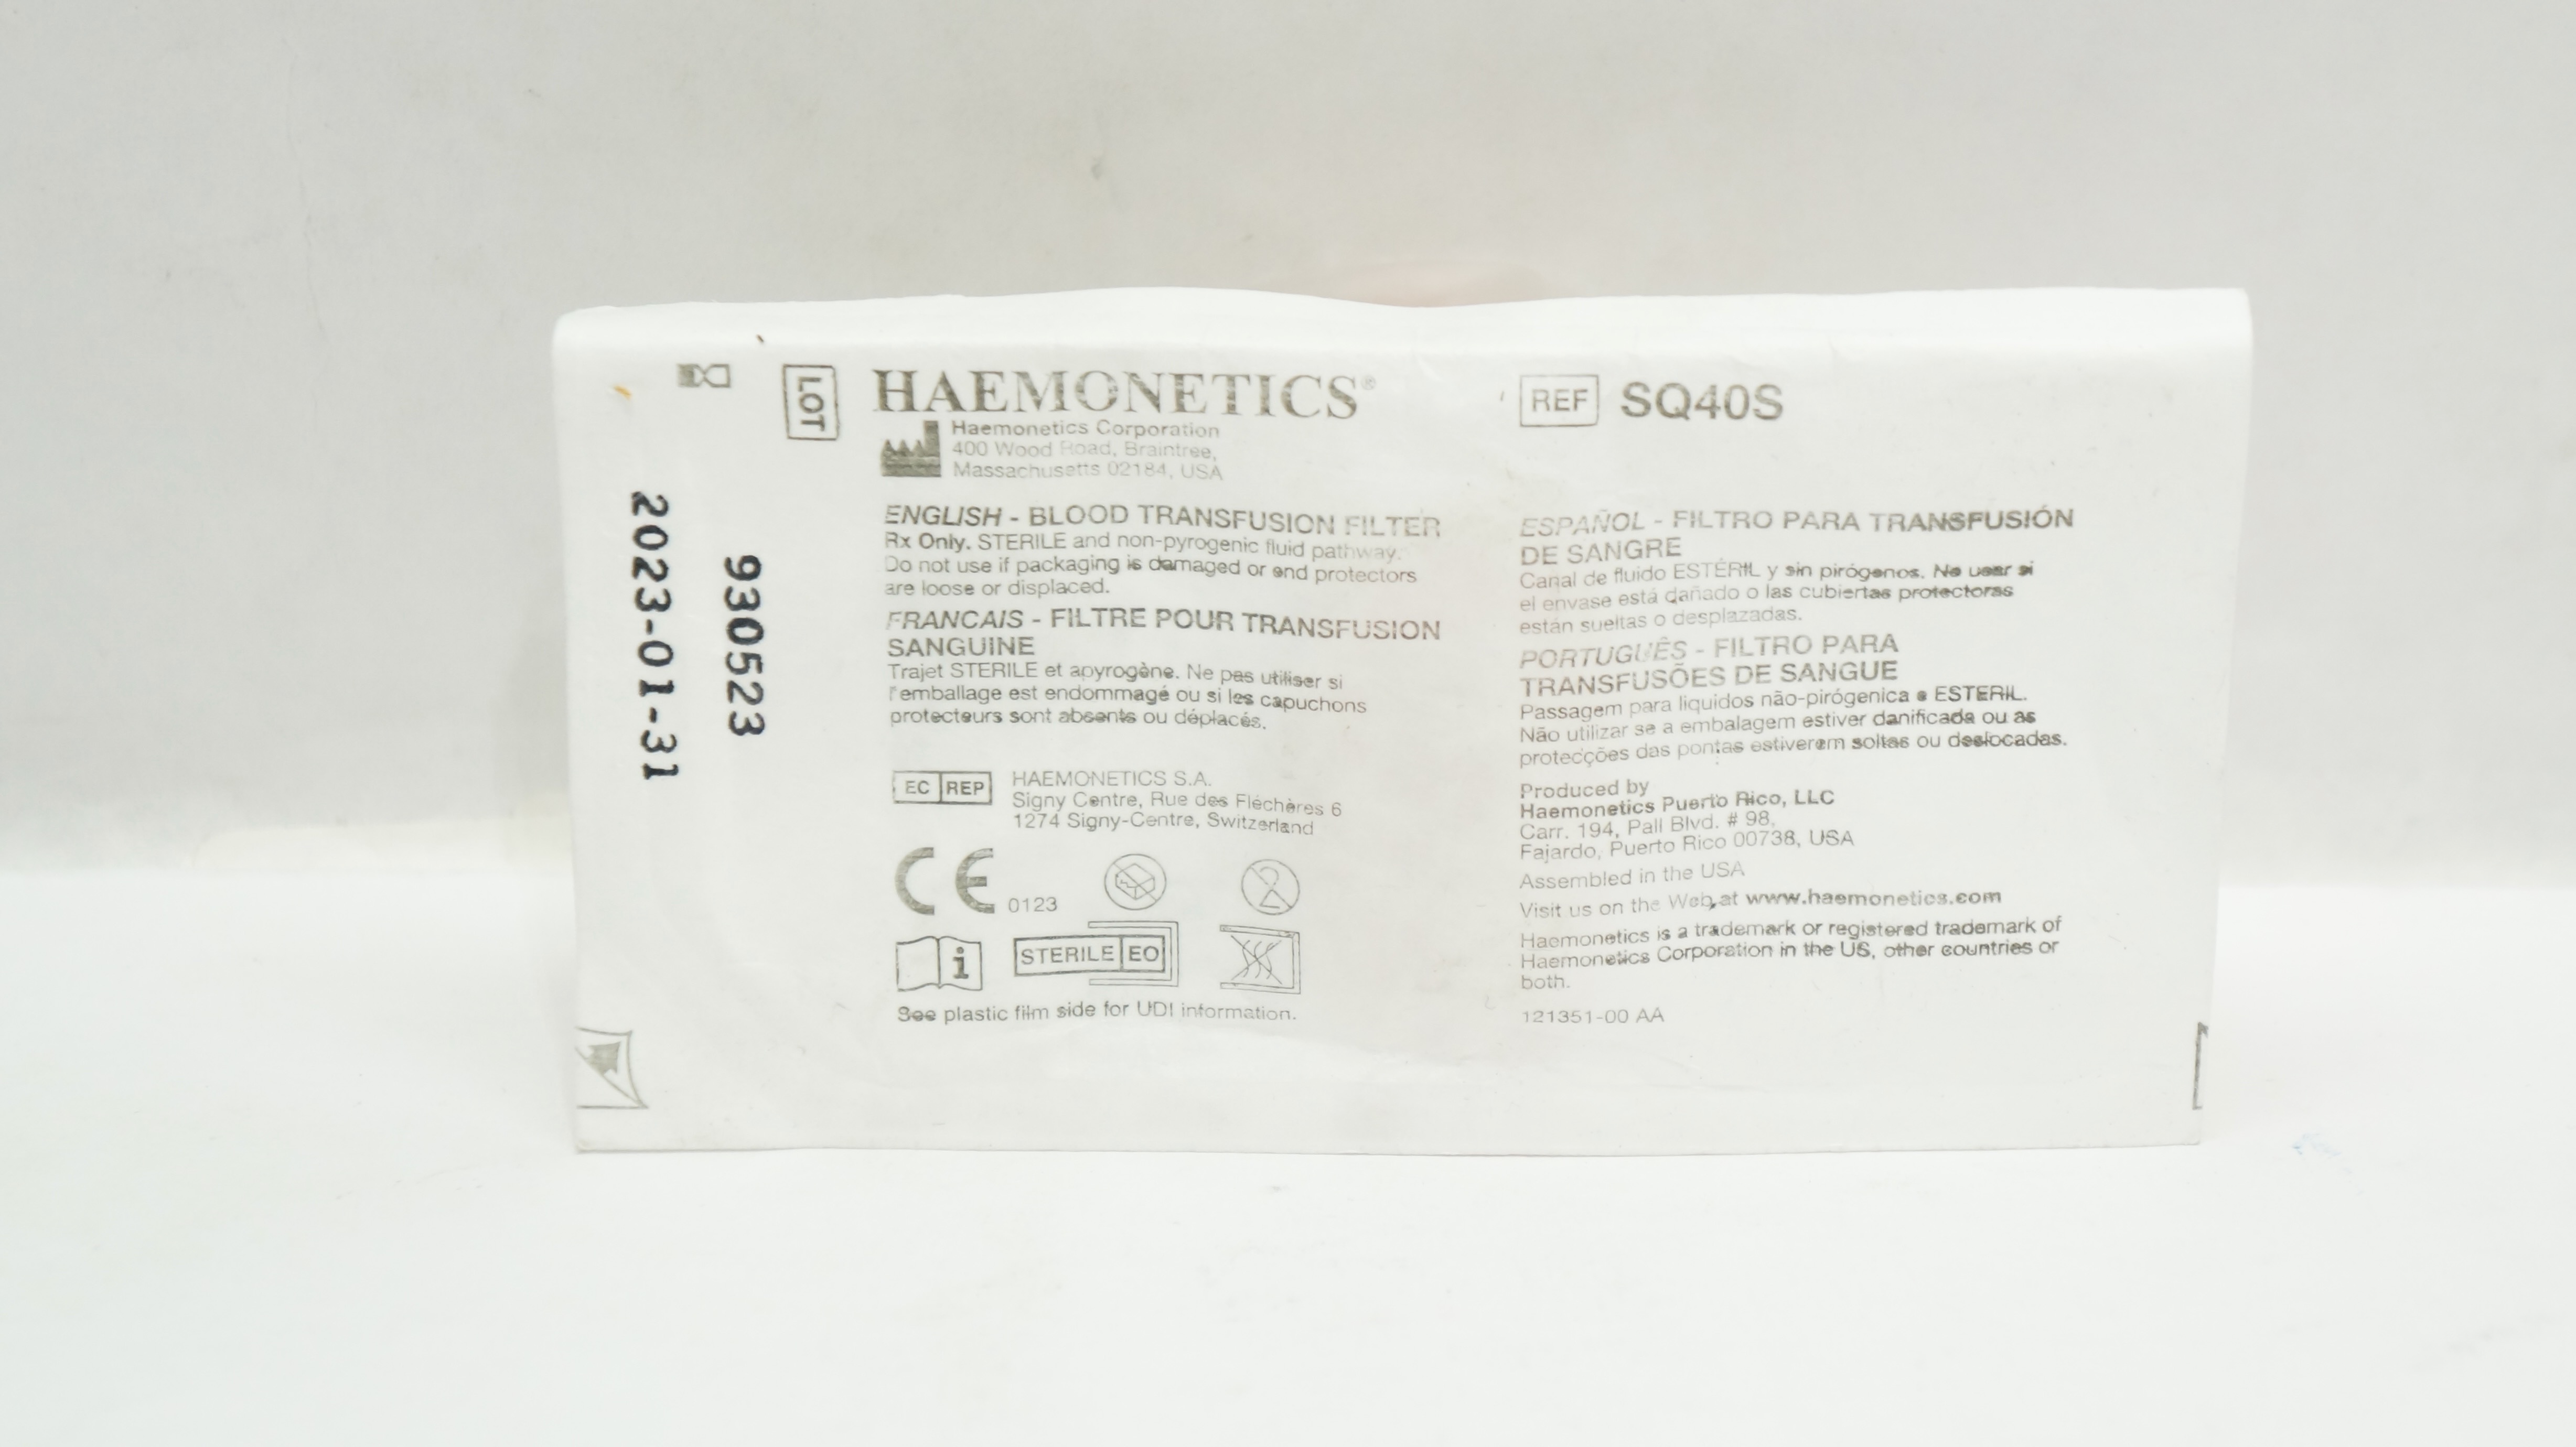 LOT
2023-01-31
930523
HAEMONETICS®
Haemonetics Corporation
400 Wood Road, Braintree,
Massachusetts 02184, USA
ENGLISH - BLOOD TRANSFUSION FILTER
Rx Only. STERILE and non-pyrogenic fluid pathway.
Do not use if packaging is damaged or end protectors
are loose or displaced.
FRANCAIS - FILTRE POUR TRANSFUSION
SANGUINE
Trajet STERILE et apyrogène. Ne pas utiliser si
l'emballage est endommagé ou si les capuchons
protecteurs sont absents ou déplacés.
EC REP
HAEMONETICS S.A.
Signy Centre, Rue des Fléchères 6
1274 Signy-Centre, Switzerland
CE 0123
2
i
STERILE EO
See plastic film side for UDI information.
REF SQ40S
ESPAÑOL - FILTRO PARA TRANSFUSIÓN
DE SANGRE
Canal de fluido ESTÉRIL y sin pirógenos. No usar si
el envase está dañado o las cubiertas protectoras
están sueltas o desplazadas.
PORTUGUÊS - FILTRO PARA
TRANSFUSÕES DE SANGUE
Passagem para liquidos não-pirógenica e ESTERIL.
Não utilizar se a embalagem estiver danificada ou as
protecções das pontas estiverem soltas ou deslocadas.
Produced by
Haemonetics Puerto Rico, LLC
Carr. 194, Pall Blvd. # 98,
Fajardo, Puerto Rico 00738, USA
Assembled in the USA
Visit us on the Web at www.haemonetics.com
Haemonetics is a trademark or registered trademark of
Haemonetics Corporation in the US, other countries or
both.
121351-00 AA